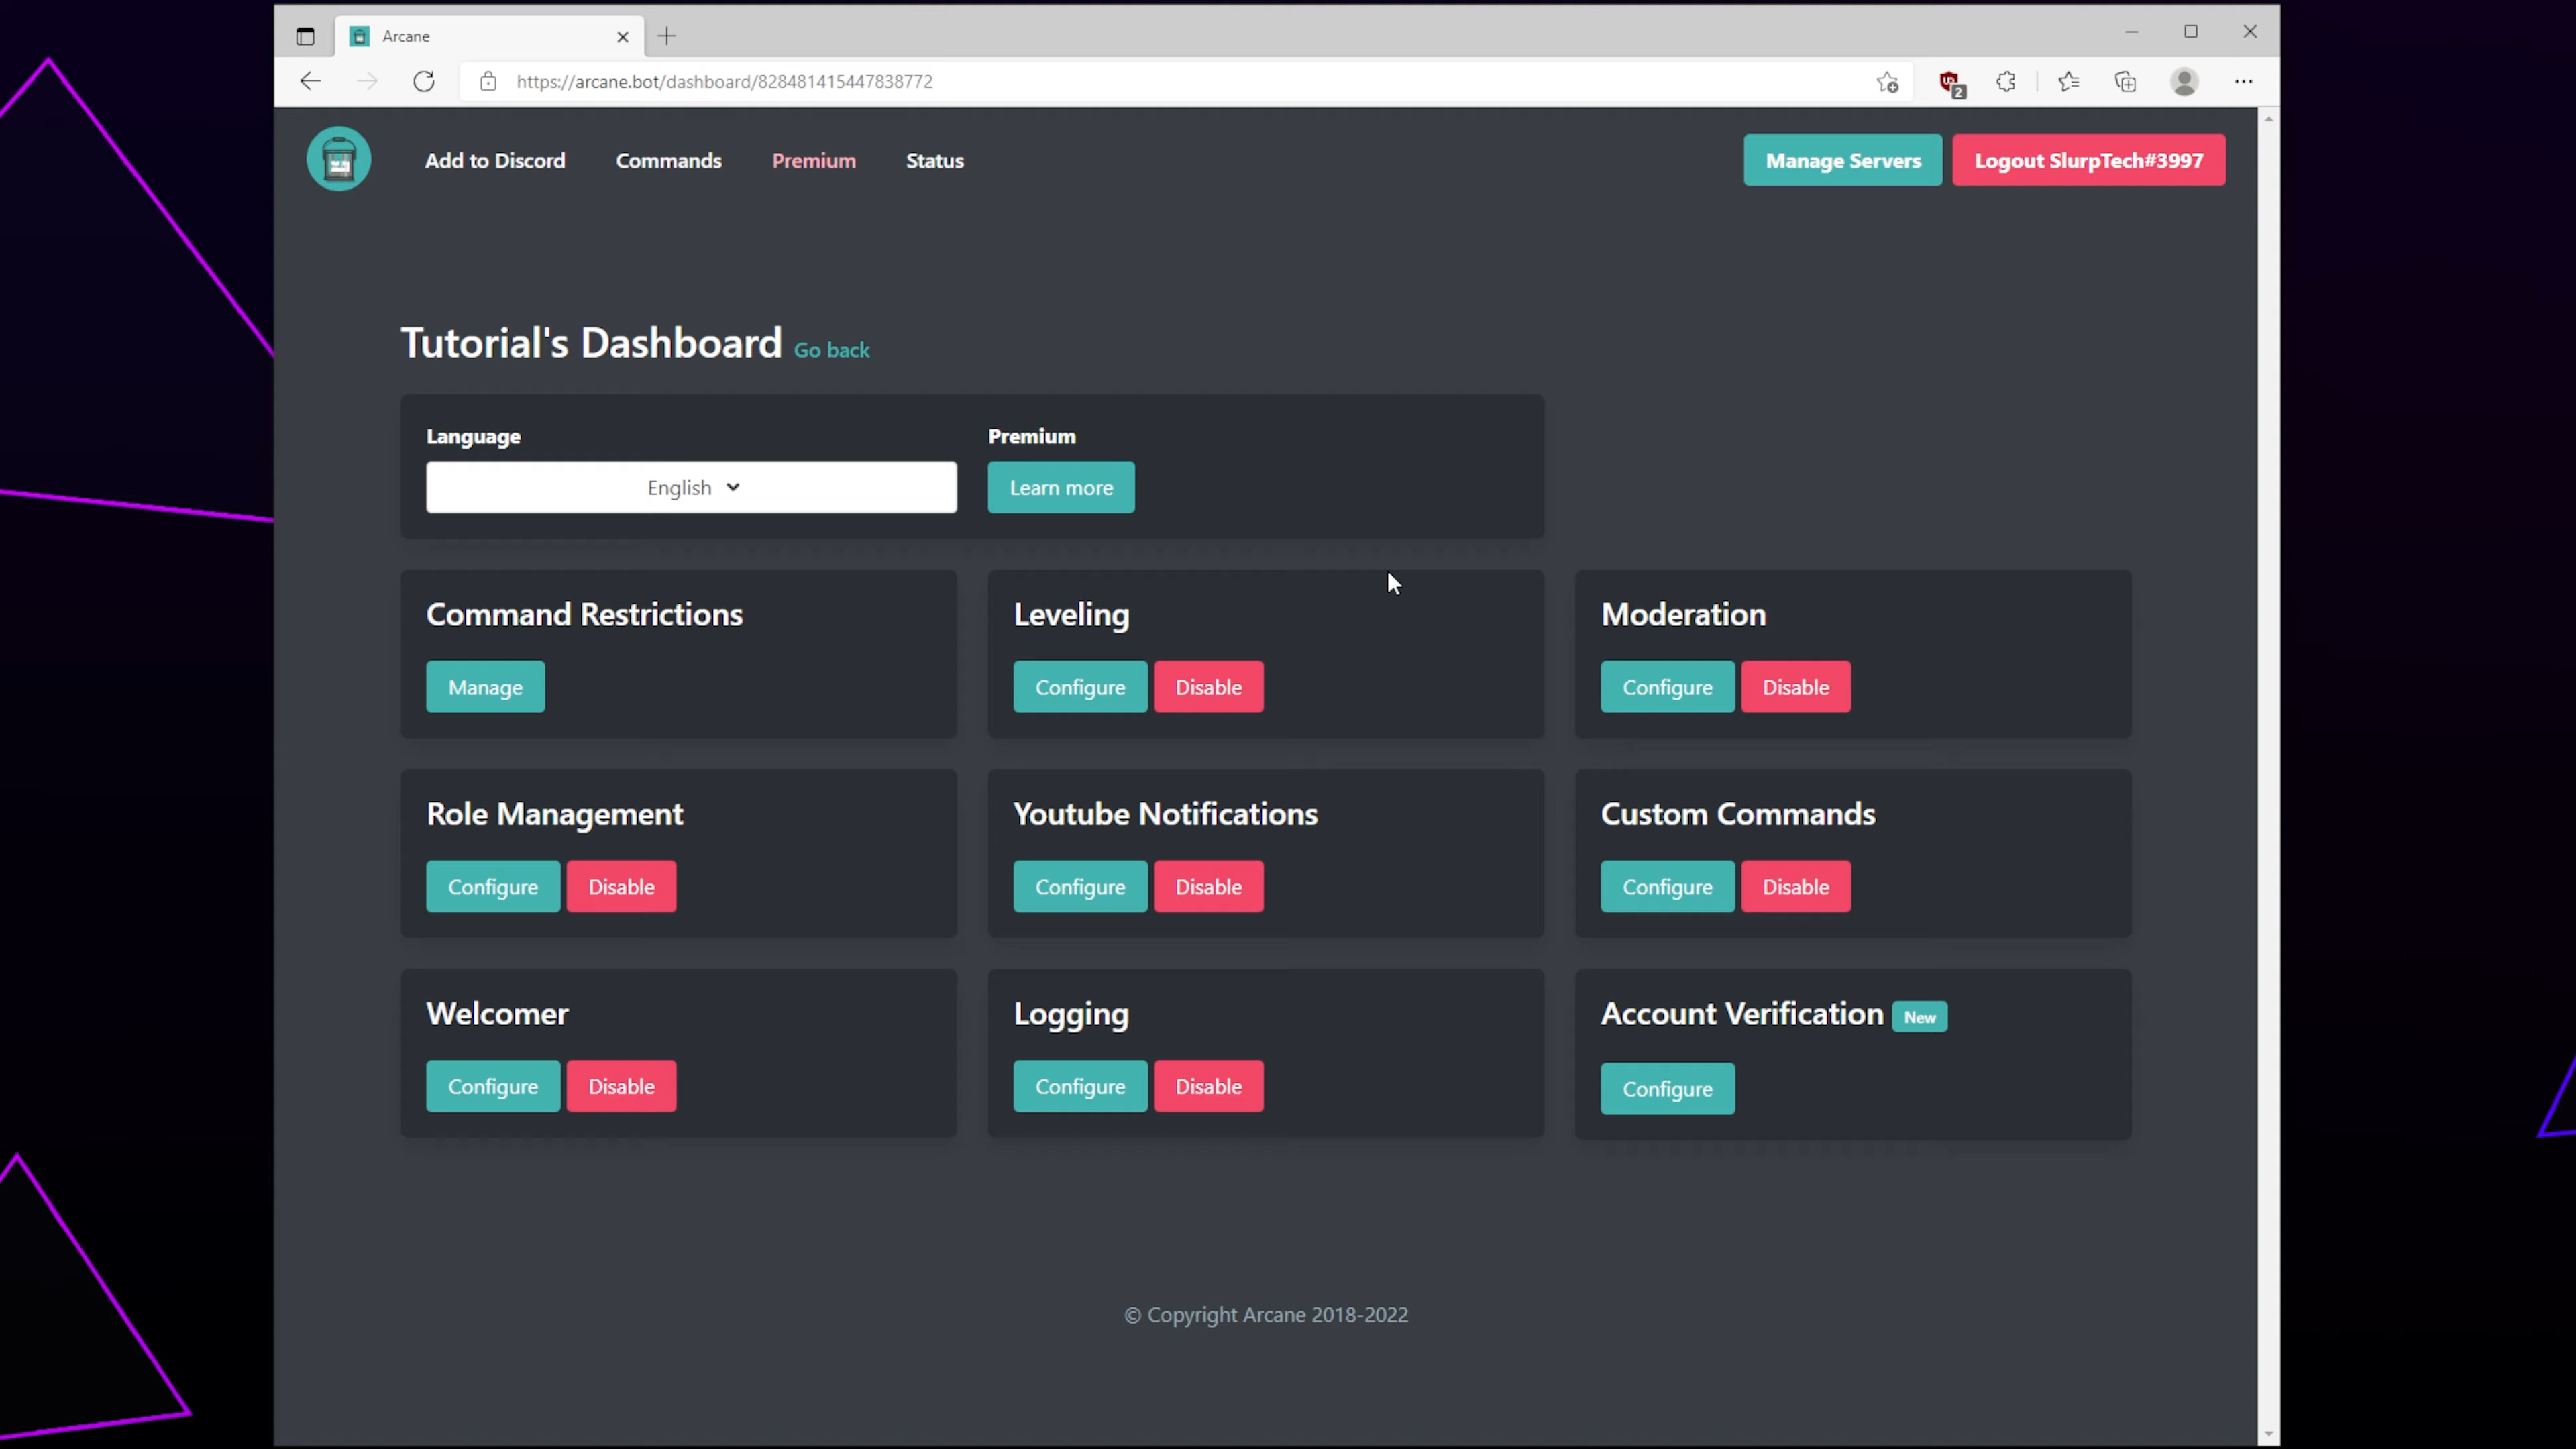 Arcane
https://arcane.bot/dashboard/828481415447838772
2
Add to Discord Commands Premium Status
Manage Servers Logout SlurpTech#3997
Tutorial's Dashboard Go back
Language Premium
English Learn more
Command Restrictions Leveling Moderation
Manage Configure Disable Configure Disable
Role Management Youtube Notifications Custom Commands
Configure Disable Configure Disable Configure Disable
Welcomer Logging Account Verification New
Configure Disable Configure Disable Configure
© Copyright Arcane 2018-2022